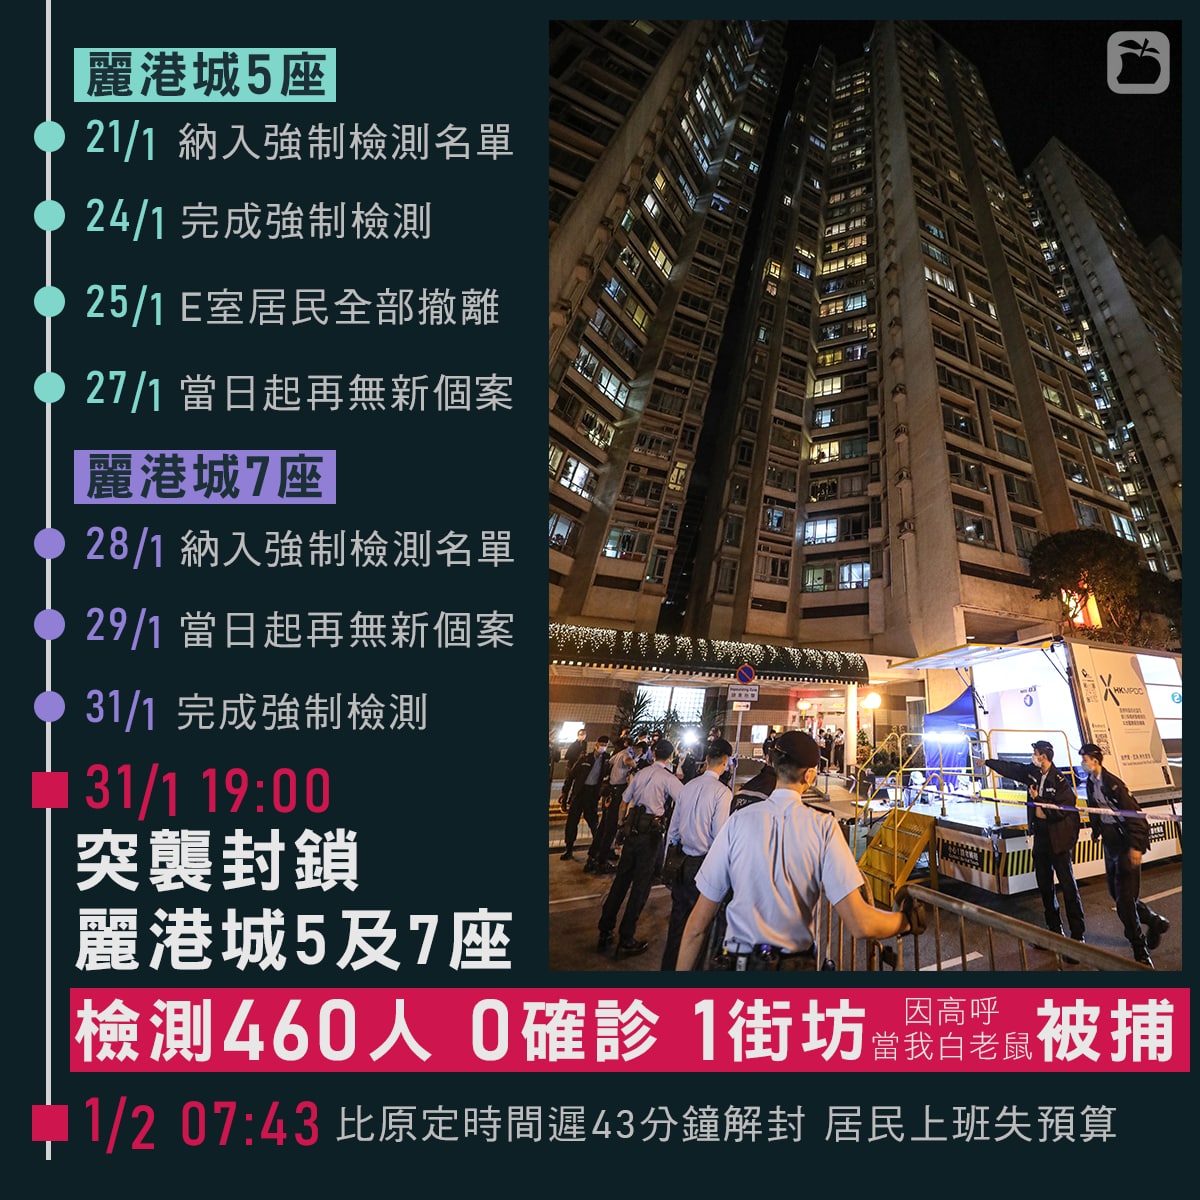 麗港城5座
21/1 納入強制檢測名單
24/1 完成強制檢測
25/1 E室居民全部撤離
27/1 當日起再無新個案
麗港城7座
28/1 納入強制檢測名單
29/1 當日起再無新個案
31/1 完成強制檢測
31/1 19:00
突襲封鎖
麗港城5及7座
檢測460人 0確診 1街坊因高呼當我白老鼠被捕
1/2 07:43 比原定時間遲43分鐘解封 居民上班失預算
HKMPDC